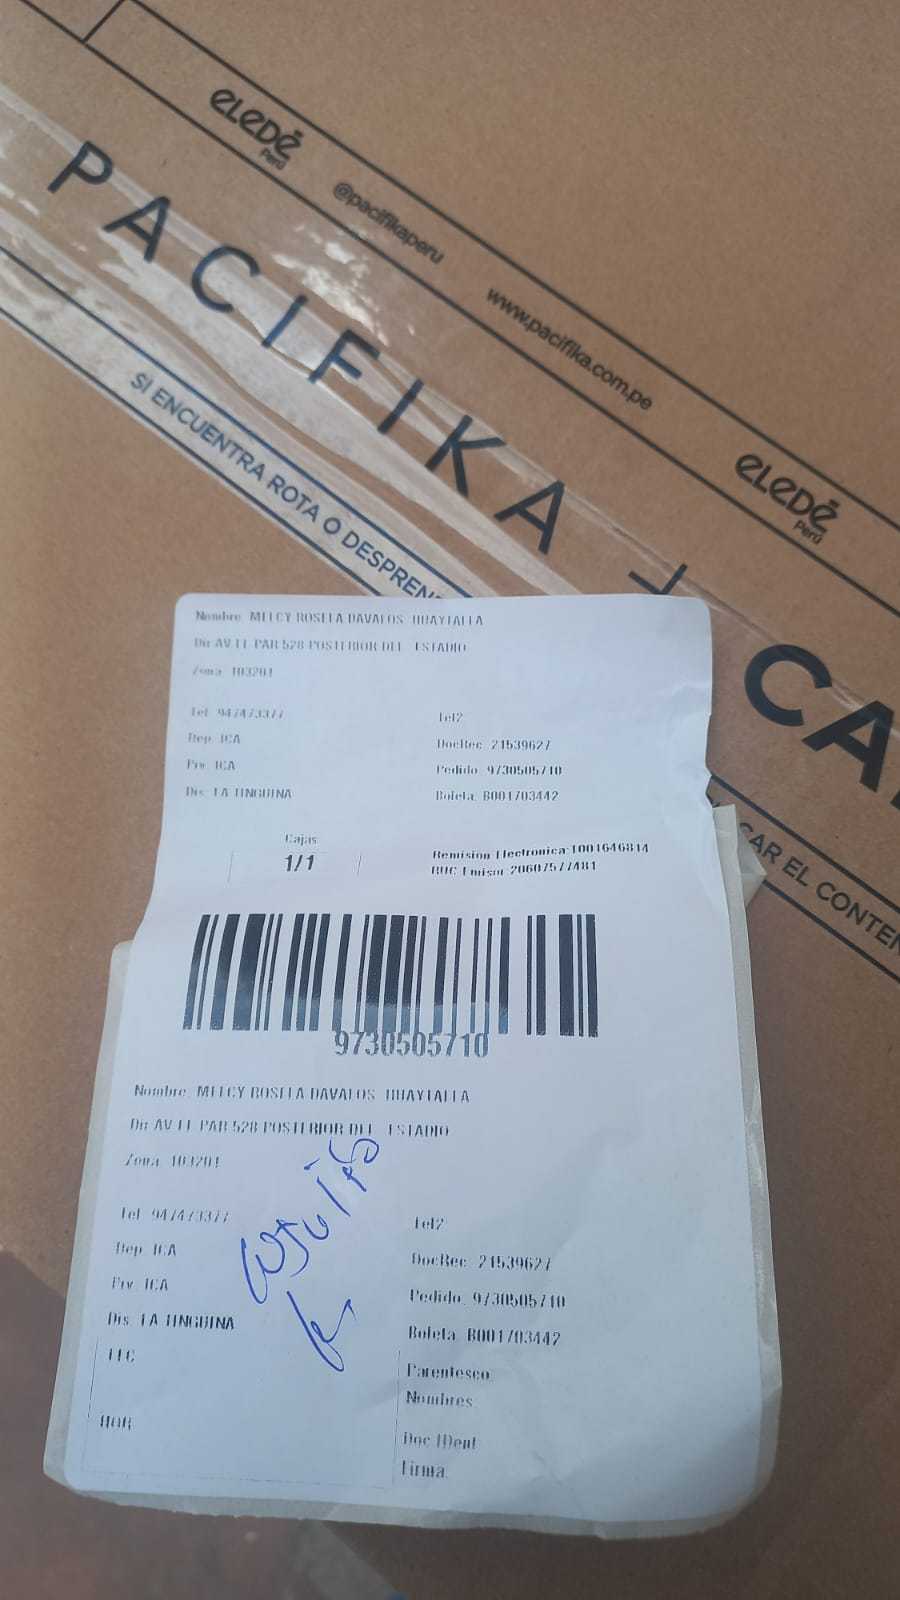 eLeDé
Perú
@pacifikaperu
www.pacifika.com.pe
eLeDé
Perú
PACIFIKA + CA
SI ENCUENTRA ROTA O DESPREN
CAR EL CONTEN
Nombre: MELCY ROSELA DAVALOS HUAYTALLA
Dir: AV LE PAR 528 POSTERIOR DEL ESTADIO
Zona: 103201
Tel: 947473377
Tel2
Dep: ICA
DocRec: 21539627
Prv: ICA
Pedido: 9730505710
Dis: LA TINGUINA
Boleta: B001703442
Cajas
1/1
Remision Electronica: T001646814
RUC Emisor: 20607577481
9730505710
Nombre: MELCY ROSELA DAVALOS HUAYTALLA
Dir: AV LE PAR 528 POSTERIOR DEL ESTADIO
Zona: 103201
Tel: 947473377
Tel2
Dep: ICA
DocRec: 21539627
Prv: ICA
Pedido: 9730505710
Dis: LA TINGUINA
Boleta: B001703442
FEC
Parentesco
Nombres:
HOR
Doc IDent
Firma: